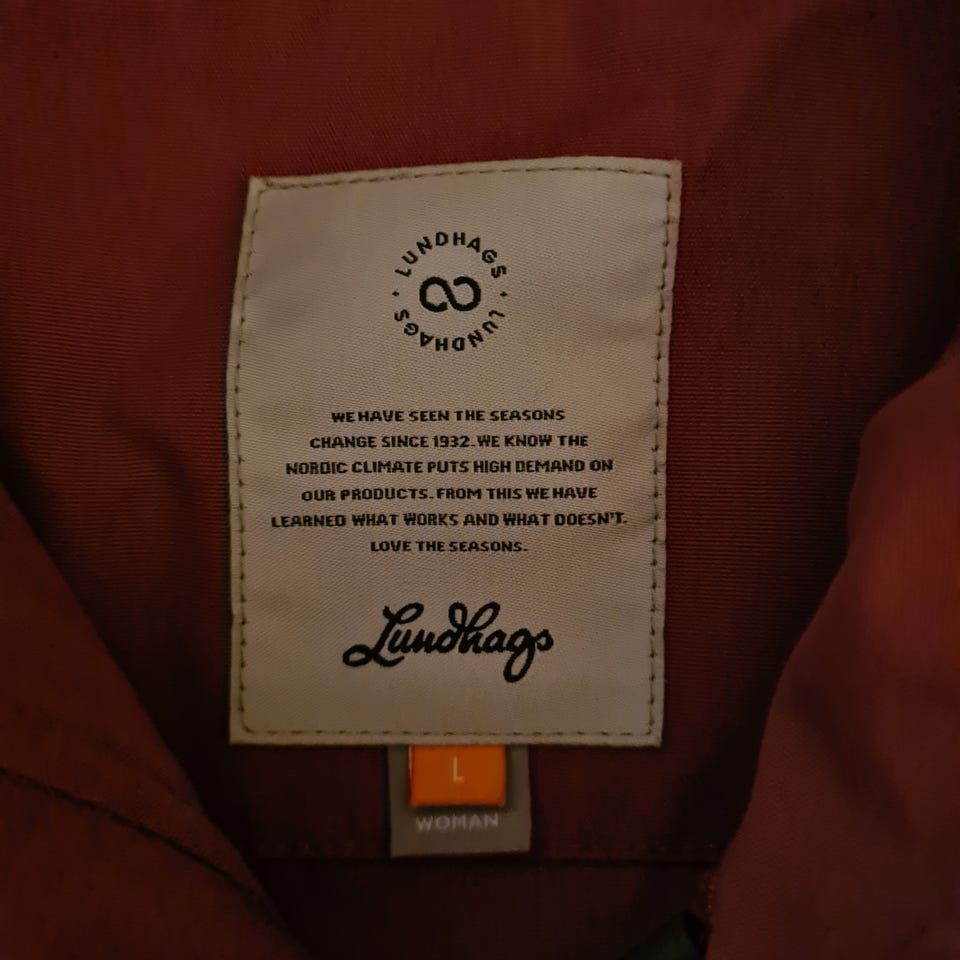 LUNDHAGS · LUNDHAGS ·
WE HAVE SEEN THE SEASONS
CHANGE SINCE 1932. WE KNOW THE
NORDIC CLIMATE PUTS HIGH DEMAND ON
OUR PRODUCTS. FROM THIS WE HAVE
LEARNED WHAT WORKS AND WHAT DOESN'T.
LOVE THE SEASONS.
Lundhags
L
WOMAN